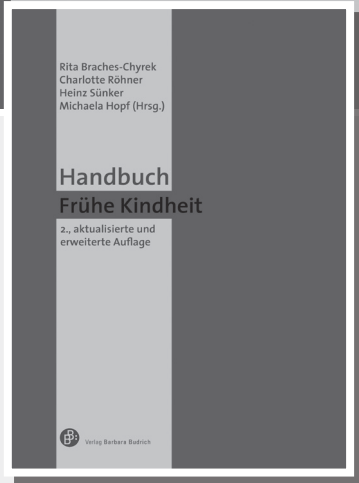 Rita Braches-Chyrek
Charlotte Röhner
Heinz Sünker
Michaela Hopf (Hrsg.)
Handbuch
Frühe Kindheit
2., aktualisierte und
erweiterte Auflage
B:
Verlag Barbara Budrich